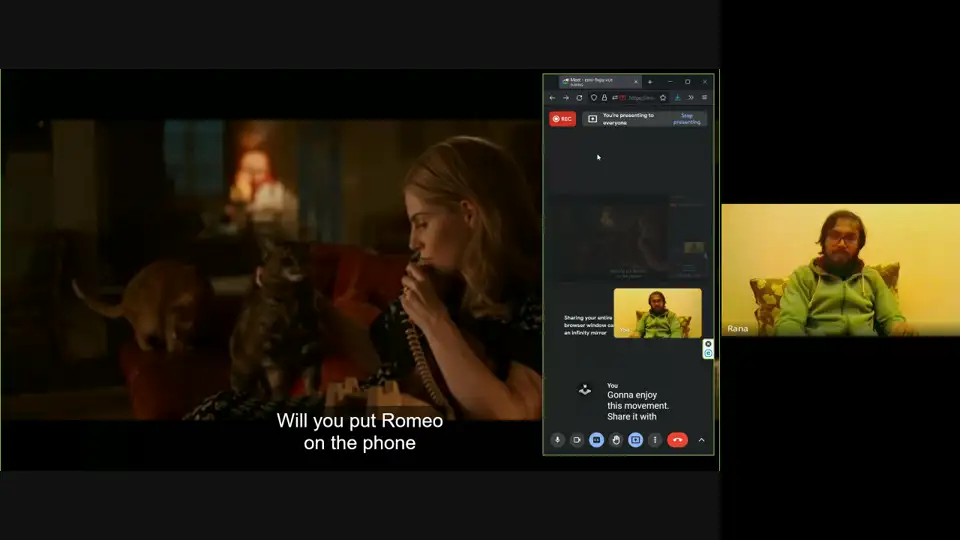 Will you put Romeo
on the phone
REC
You're presenting to
everyone
Stop
presenting
Sharing your entire
browser window ca
an infinity mirror
You
Gonna enjoy
this movement.
Share it with
Rana